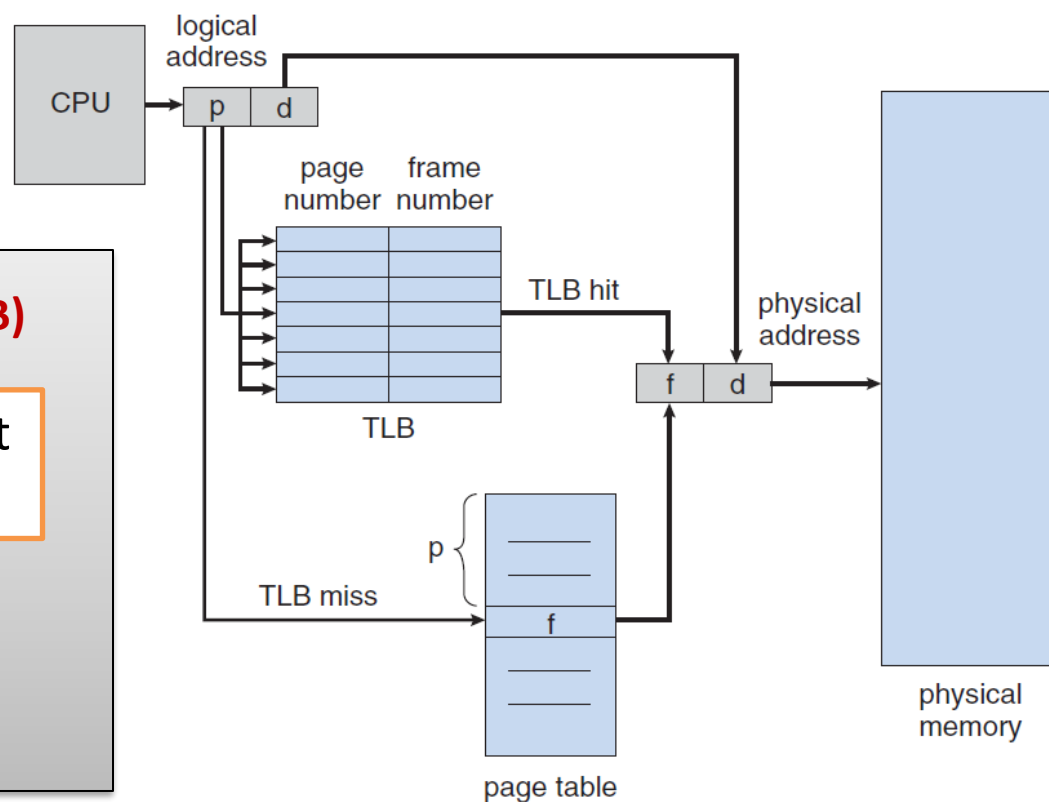 logical
address
CPU
p
d
page
number
frame
number
B)
t
TLB hit
physical
address
f
d
TLB
p
TLB miss
f
physical
memory
page table